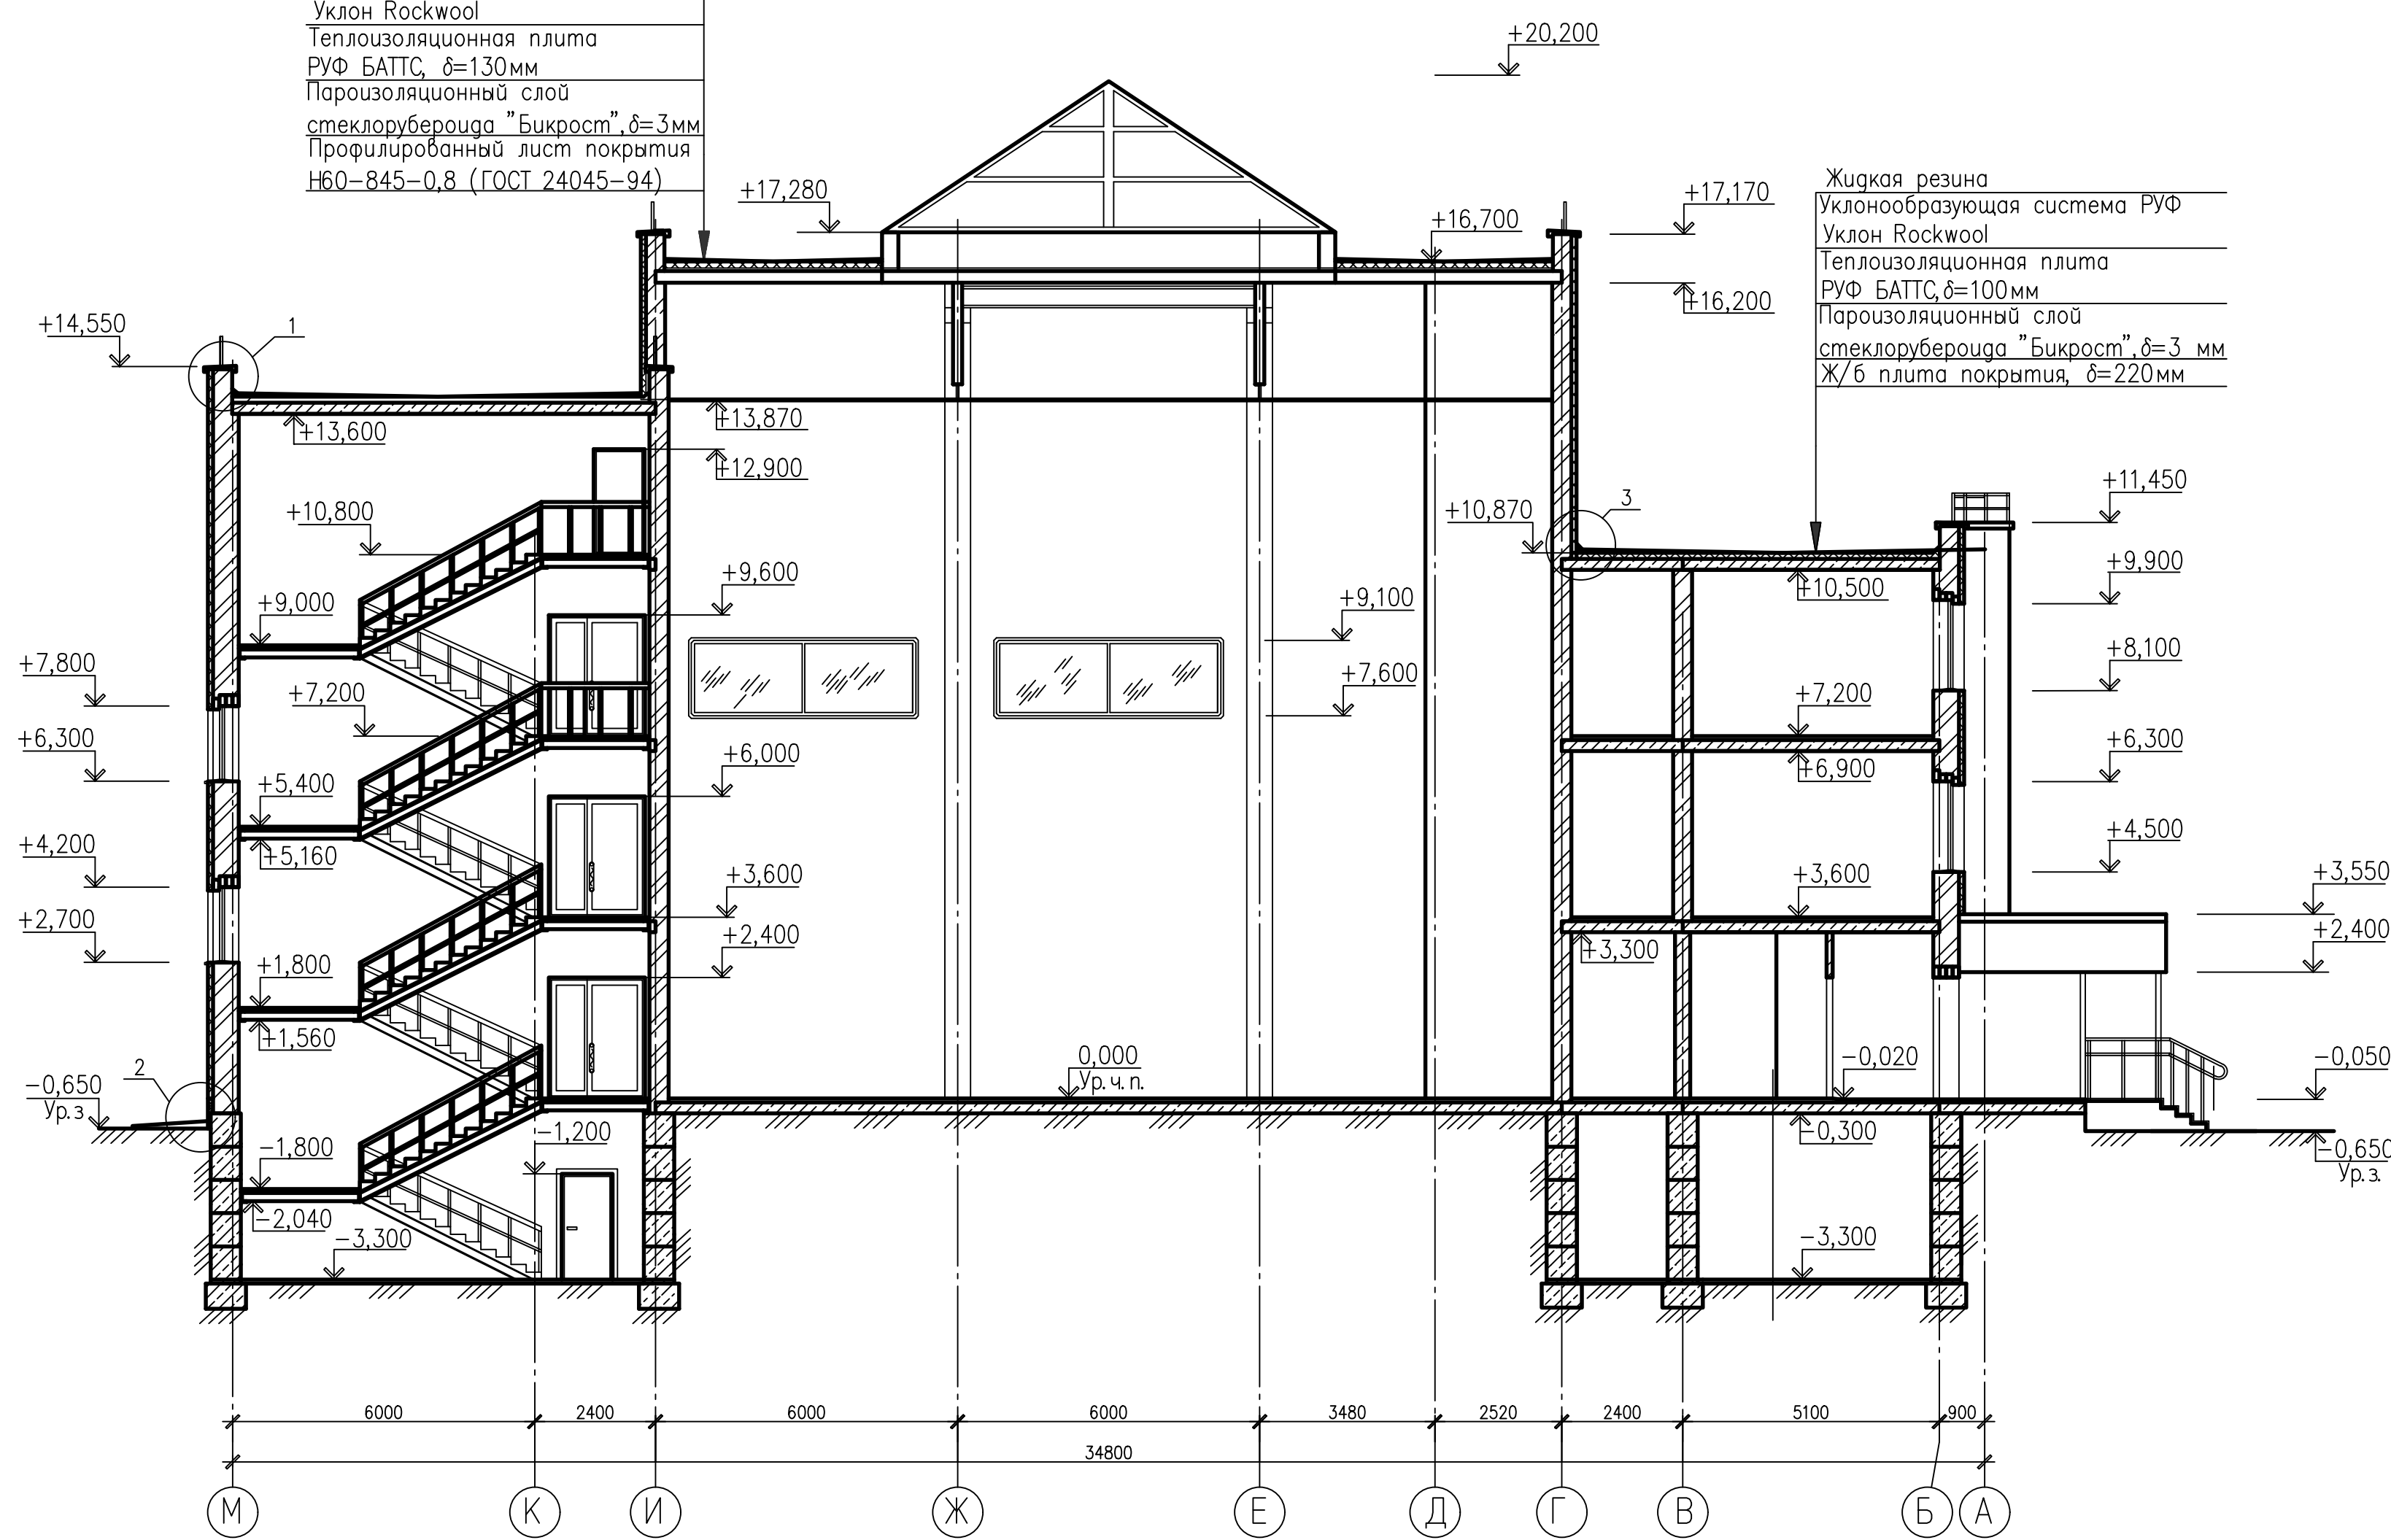 Уклон Rockwool
Теплоизоляционная плита
РУФ БАТТС, δ=130мм
Пароизоляционный слой
стеклорубероида "Бикрост",δ=3мм
Профилированный лист покрытия
Н60-845-0,8 (ГОСТ 24045-94)
+20,200
+17,280
+17,170
+16,700
+16,200
Жидкая резина
Уклонообразующая система РУФ
Уклон Rockwool
Теплоизоляционная плита
РУФ БАТТС,δ=100мм
Пароизоляционный слой
стеклорубероида "Бикрост",δ=3 мм
Ж/б плита покрытия, δ=220мм
+14,550
1
+13,600
+13,870
+12,900
+10,800
+10,870
3
+11,450
+9,000
+9,600
+9,100
+10,500
+9,900
+7,800
+7,200
+7,600
+7,200
+8,100
+6,300
+6,000
+6,900
+6,300
+5,400
+5,160
+4,200
+3,600
+3,600
+4,500
+3,550
+2,700
+2,400
+3,300
+2,400
+1,800
+1,560
0,000
Ур. ч. п.
-0,020
-0,050
-0,650
Ур.з
2
-1,200
-0,300
-0,650
Ур.з.
-1,800
-2,040
-3,300
-3,300
6000 2400 6000 6000 3480 2520 2400 5100 900
34800
М К И Ж Е Д Г В Б А